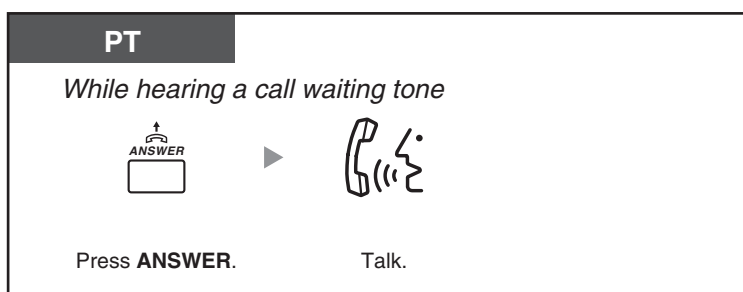 PT
While hearing a call waiting tone
ANSWER
Press ANSWER.
Talk.